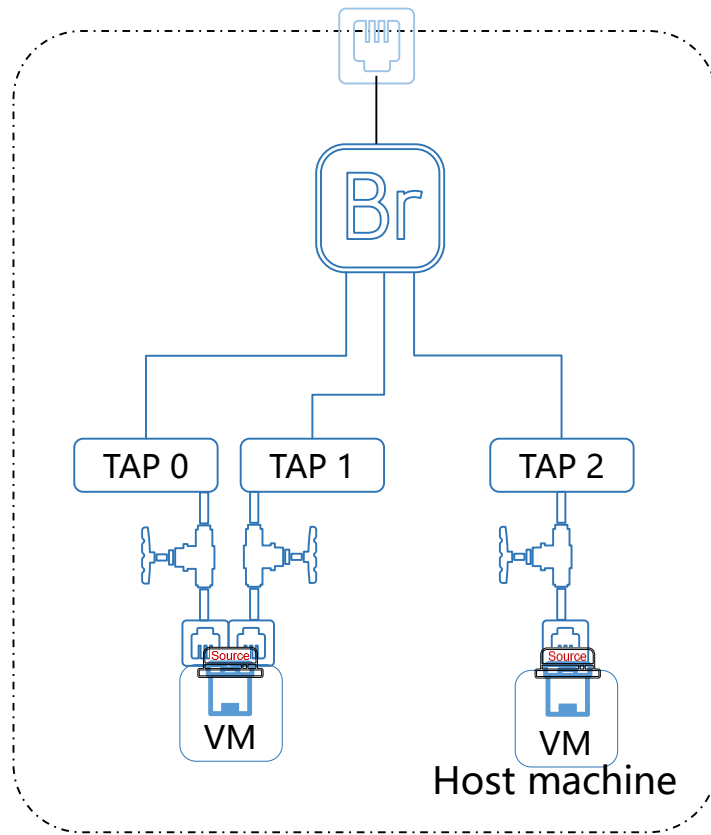 Br
TAP 0
TAP 1
TAP 2
Source
Source
VM
VM
Host machine